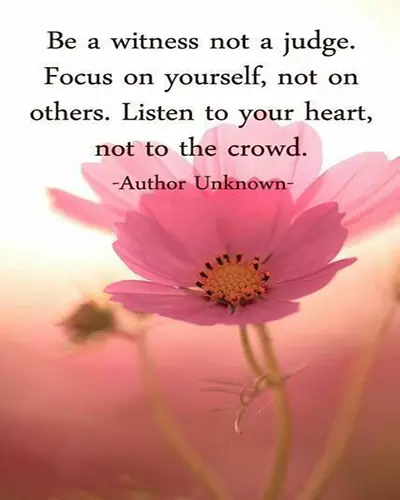 Be a witness not a judge.
Focus on yourself, not on
others. Listen to your heart,
not to the crowd.
-Author Unknown-